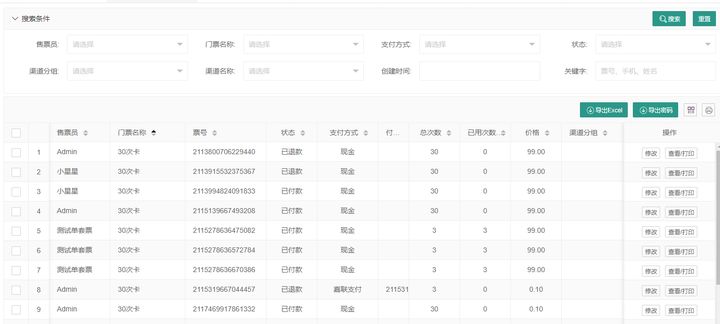 搜索条件 搜索 重置
售票员: 请选择 门票名称: 请选择 支付方式: 请选择 状态: 请选择
渠道分组: 请选择 渠道名称: 请选择 创建时间: 关键字: 票号、手机、姓名
导出Excel 导出密码
售票员 门票名称 票号 状态 支付方式 付... 总次数 已用次数... 价格 渠道分组 操作
1 Admin 30次卡 2113800706229440 已退款 现金 30 0 99.00 修改 查看/打印
2 小星星 30次卡 2113915532375367 已退款 现金 30 0 99.00 修改 查看/打印
3 小星星 30次卡 2113994824091833 已付款 现金 30 0 99.00 修改 查看/打印
4 Admin 30次卡 2115139667493208 已付款 现金 30 0 99.00 修改 查看/打印
5 测试单套票 30次卡 2115278636475082 已付款 现金 3 3 99.00 修改 查看/打印
6 测试单套票 30次卡 2115278636572784 已付款 现金 3 3 99.00 修改 查看/打印
7 测试单套票 30次卡 2115278636670386 已付款 现金 3 3 99.00 修改 查看/打印
8 Admin 30次卡 2115319667044457 已退款 嘉联支付 211531 3 0 0.10 修改 查看/打印
9 Admin 30次卡 2117469917861332 已付款 现金 30 0 0.10 修改 查看/打印